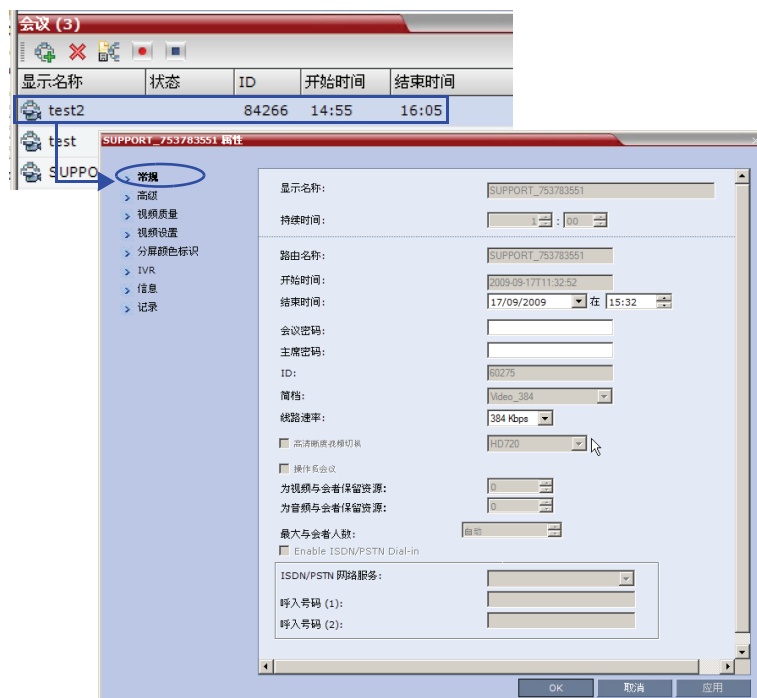 会议 (3)
显示名称 状态 ID 开始时间 结束时间
test2 84266 14:55 16:05
test
SUPPO
SUPPORT_753783551 属性
常规
高级
视频质量
视频设置
分屏颜色标识
IVR
信息
记录
显示名称: SUPPORT_753783551
持续时间: 1 : 00
路由名称: SUPPORT_753783551
开始时间: 2009-09-17T11:32:52
结束时间: 17/09/2009 在 15:32
会议密码:
主席密码:
ID: 60275
简档: Video_384
线路速率: 384 Kbps
高清晰度视频切换 HD720
操作者会议
为视频与会者保留资源: 0
为音频与会者保留资源: 0
最大与会者人数: 自动
Enable ISDN/PSTN Dial-in
ISDN/PSTN 网络服务:
呼入号码 (1):
呼入号码 (2):
OK 取消 应用